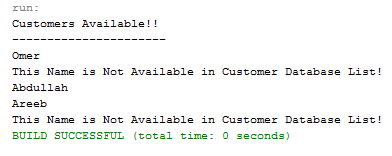 run:
Customers Available!!
----------------------
Omer
This Name is Not Available in Customer Database List!
Abdullah
Areeb
This Name is Not Available in Customer Database List!
BUILD SUCCESSFUL (total time: 0 seconds)